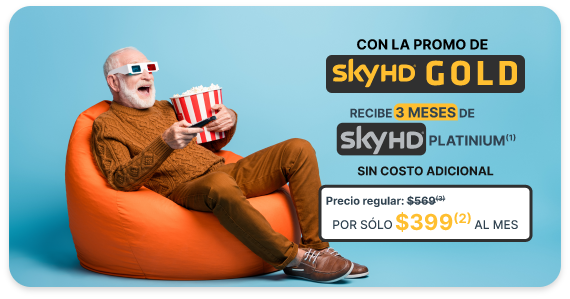 CON LA PROMO DE
SKYHD GOLD
RECIBE 3 MESES DE
SKYHD PLATINIUM(1)
SIN COSTO ADICIONAL
Precio regular: $569(3)
POR SÓLO $399(2) AL MES